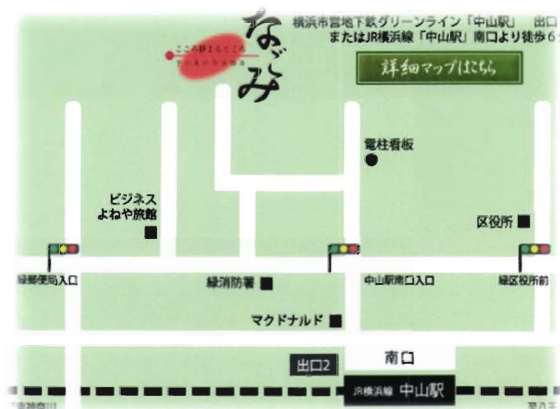 横浜市営地下鉄グリーンライン「中山駅」 出口
またはJR横浜線「中山駅」南口より徒歩6
こころ静まるところ
なごみ
詳細マップはこちら
電柱看板
ビジネス
よねや旅館
区役所
緑郵便局入口
緑消防署
中山駅南口入口
緑区役所前
マクドナルド
出口2
南口
JR横浜線 中山駅